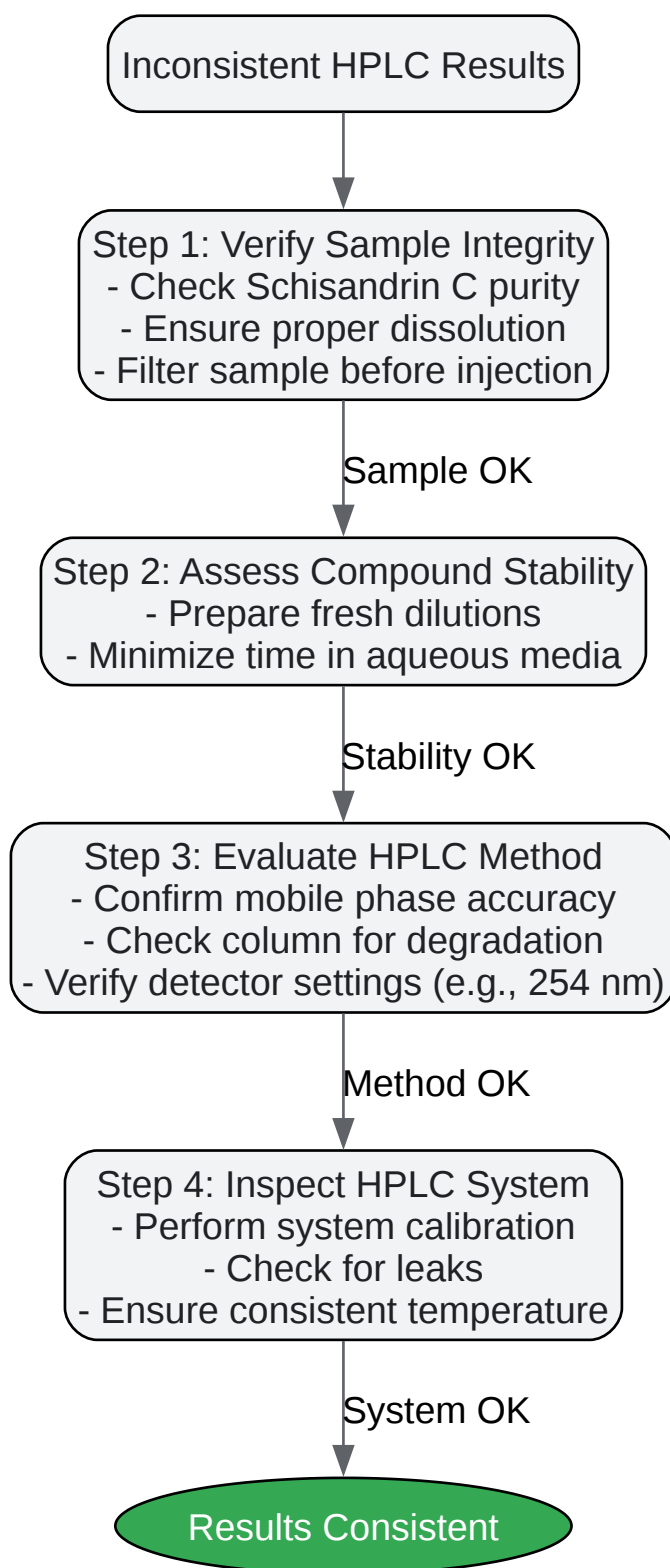 Inconsistent HPLC Results
Step 1: Verify Sample Integrity
- Check Schisandrin C purity
- Ensure proper dissolution
- Filter sample before injection
Sample OK
Step 2: Assess Compound Stability
- Prepare fresh dilutions
- Minimize time in aqueous media
Stability OK
Step 3: Evaluate HPLC Method
- Confirm mobile phase accuracy
- Check column for degradation
- Verify detector settings (e.g., 254 nm)
Method OK
Step 4: Inspect HPLC System
- Perform system calibration
- Check for leaks
- Ensure consistent temperature
System OK
Results Consistent